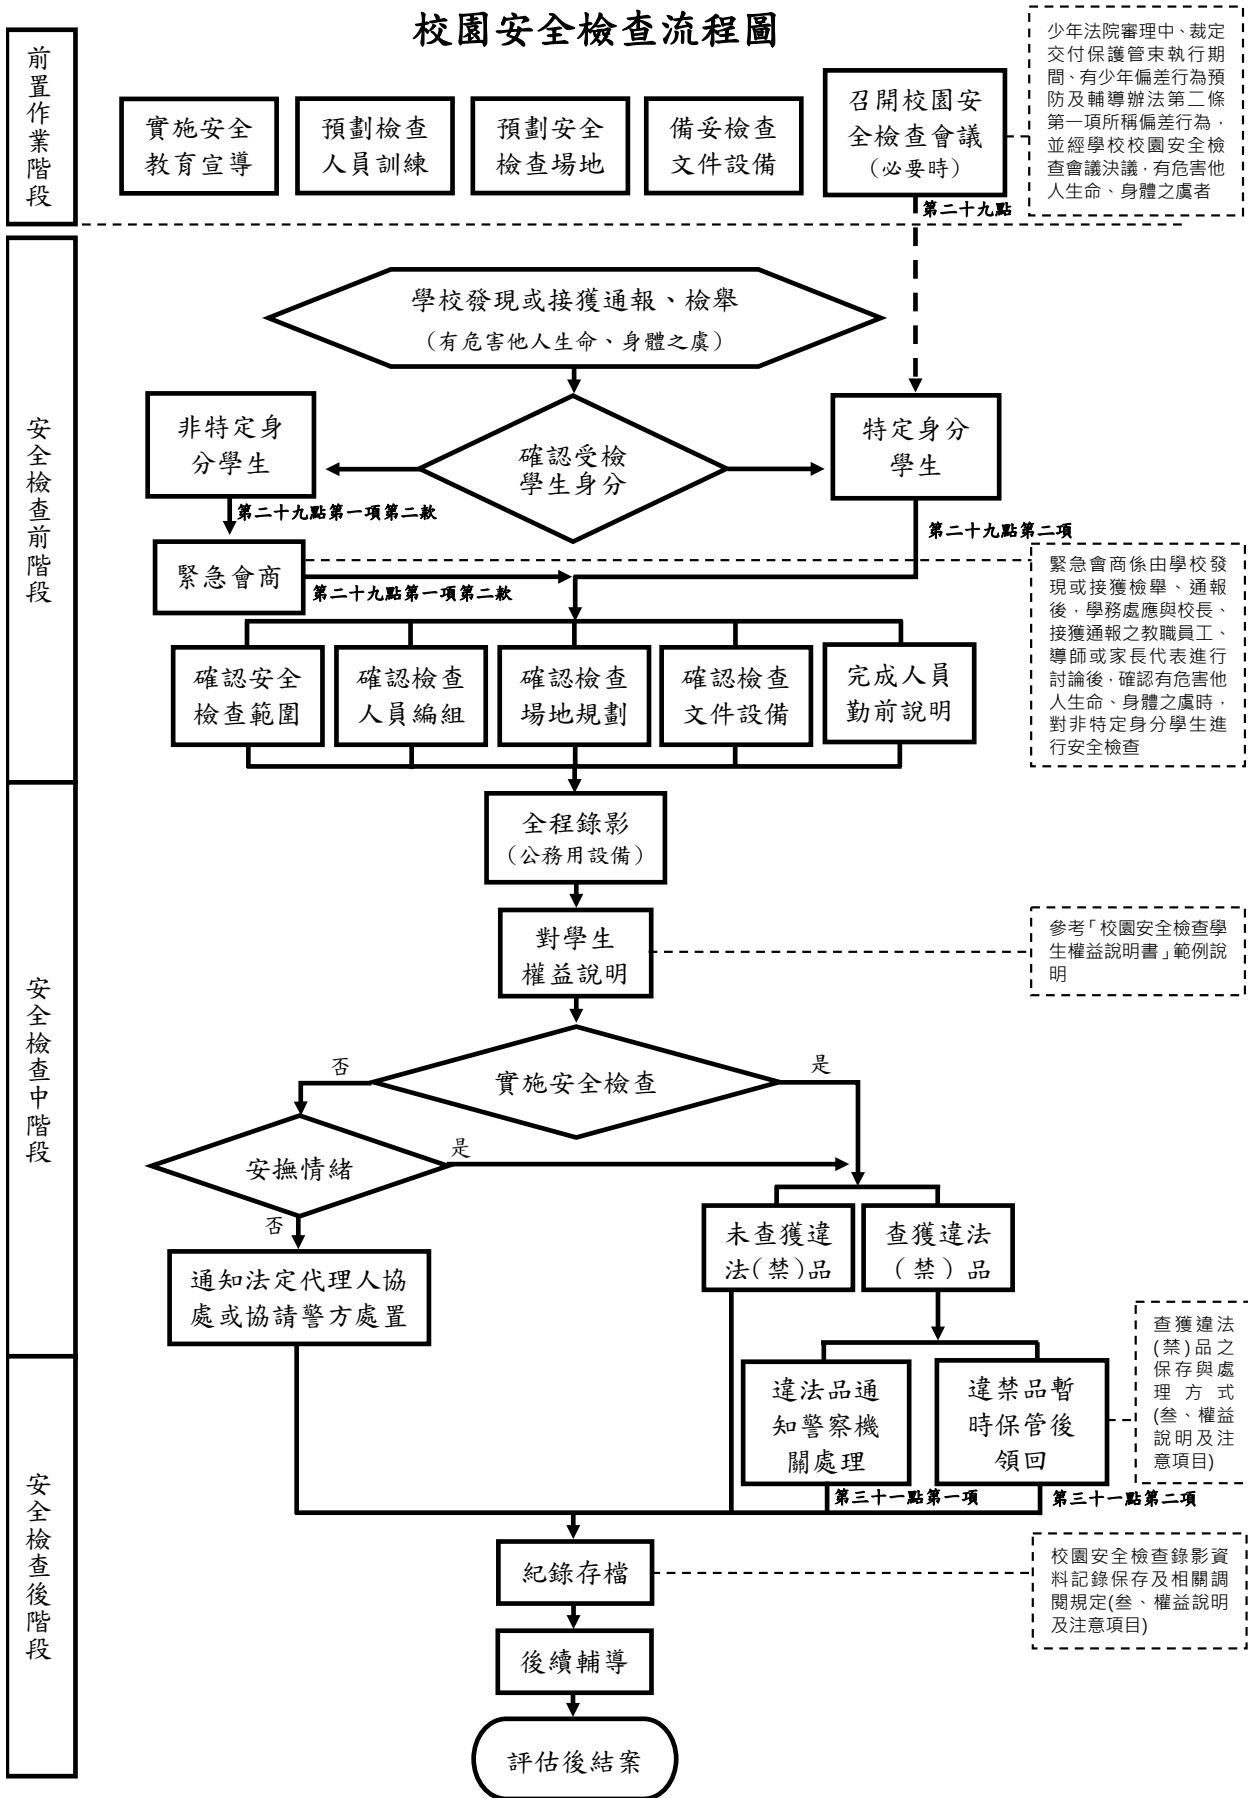 校園安全檢查流程圖
前置作業階段
實施安全
教育宣導
預劃檢查
人員訓練
預劃安全
檢查場地
備妥檢查
文件設備
召開校園安
全檢查會議
（必要時）
少年法院審理中、裁定
交付保護管束執行期
間、有少年偏差行為預
防及輔導辦法第二條
第一項所稱偏差行為，
並經學校校園安全檢
查會議決議，有危害他
人生命、身體之虞者
第二十九點
安全檢查前階段
學校發現或接獲通報、檢舉
（有危害他人生命、身體之虞）
非特定身
分學生
確認受檢
學生身分
特定身分
學生
第二十九點第一項第二款
第二十九點第二項
緊急會商
第二十九點第一項第二款
緊急會商係由學校發
現或接獲檢舉、通報
後，學務處應與校長、
接獲通報之教職員工、
導師或家長代表進行
討論後，確認有危害他
人生命、身體之虞時，
對非特定身分學生進
行安全檢查
確認安全
檢查範圍
確認檢查
人員編組
確認檢查
場地規劃
確認檢查
文件設備
完成人員
勤前說明
安全檢查中階段
全程錄影
（公務用設備）
對學生
權益說明
參考「校園安全檢查學
生權益說明書」範例說
明
實施安全檢查
否
是
安撫情緒
是
否
通知法定代理人協
處或協請警方處置
未查獲違
法(禁)品
查獲違法
（禁）品
安全檢查後階段
違法品通
知警察機
關處理
違禁品暫
時保管後
領回
查獲違法
(禁)品之
保存與處
理方式
(叁、權益
說明及注
意項目)
第三十一點第一項
第三十一點第二項
紀錄存檔
校園安全檢查錄影資
料記錄保存及相關調
閱規定(叁、權益說明
及注意項目)
後續輔導
評估後結案